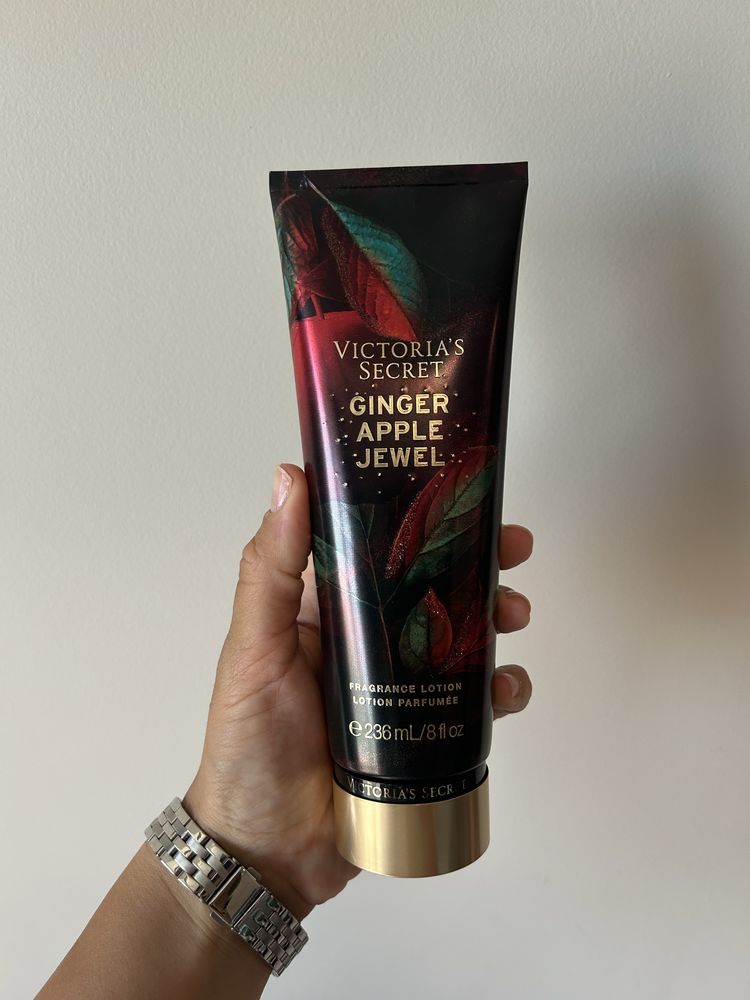 VICTORIA'S
SECRET
GINGER
APPLE
JEWEL
FRAGRANCE LOTION
LOTION PARFUMÉE
℮ 236 mL/8 fl oz
VICTORIA'S SECRET